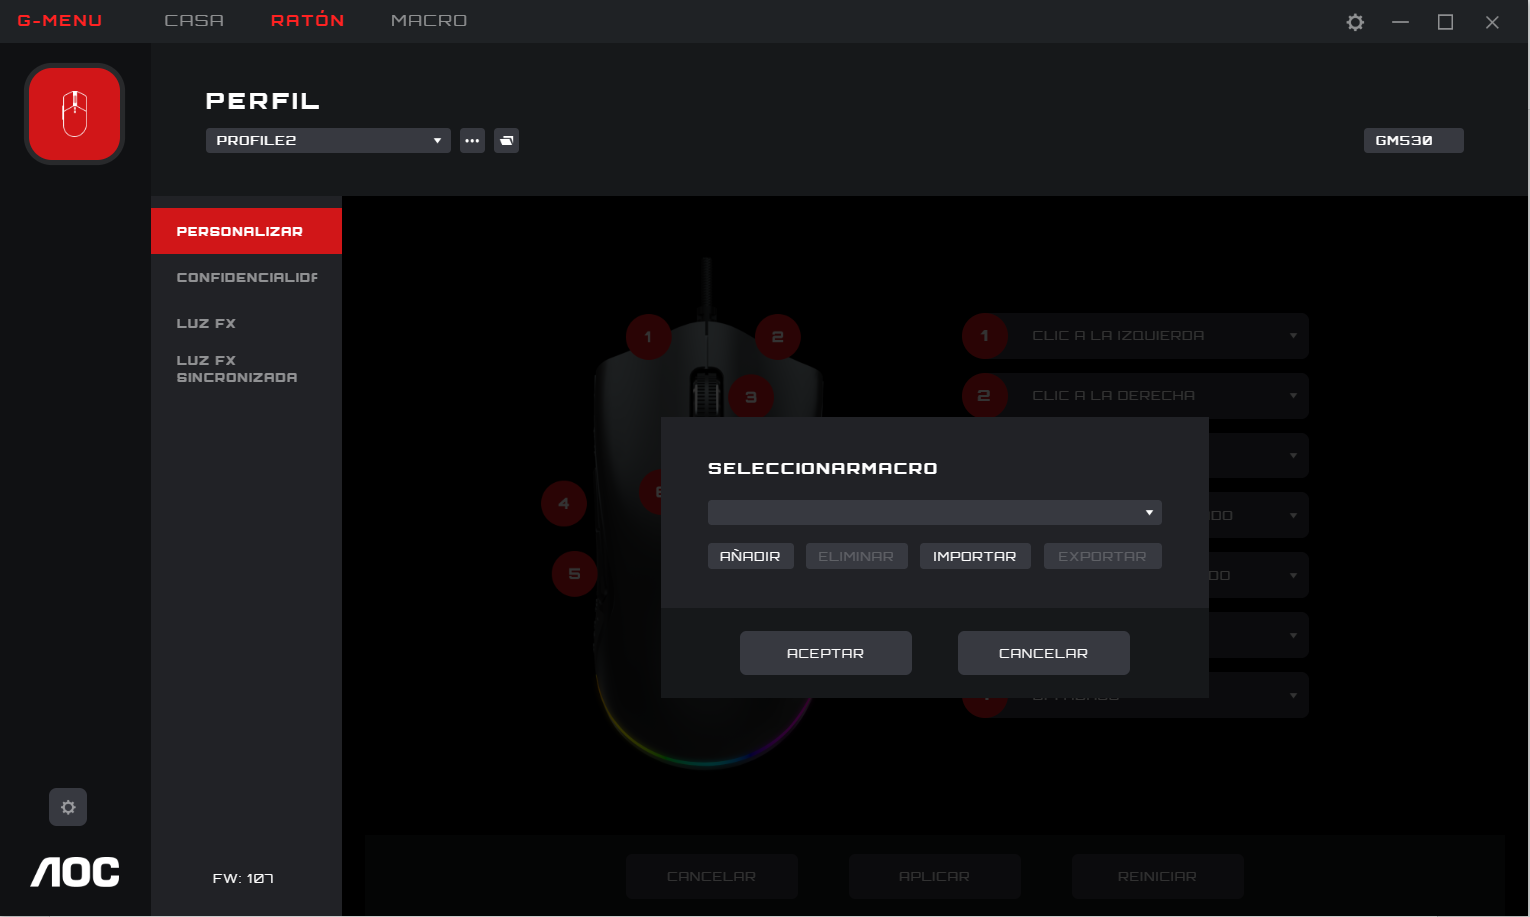 G-MENU CASA RATÓN MACRO
PERFIL
PROFILE2
GM530
PERSONALIZAR
CONFIDENCIALIDA
LUZ FX
LUZ FX
SINCRONIZADA
1 2
3
4
5
1 CLIC A LA IZQUIERDA
2 CLIC A LA DERECHA
SELECCIONARMACRO
AÑADIR ELIMINAR IMPORTAR EXPORTAR
ACEPTAR CANCELAR
FW: 107
AOC
CANCELAR APLICAR REINICIAR